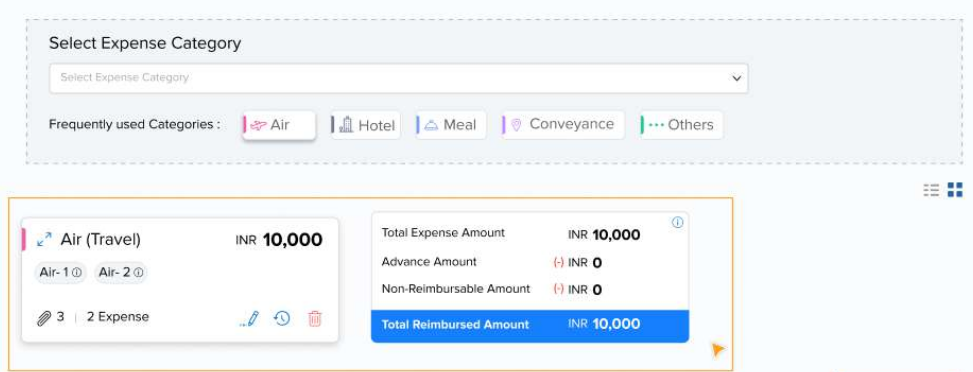 Select Expense Category
Select Expense Category
Frequently used Categories : Air Hotel Meal Conveyance Others
Air (Travel) INR 10,000
Air- 1 Air- 2
3 2 Expense
Total Expense Amount INR 10,000
Advance Amount (-) INR 0
Non-Reimbursable Amount (-) INR 0
Total Reimbursed Amount INR 10,000